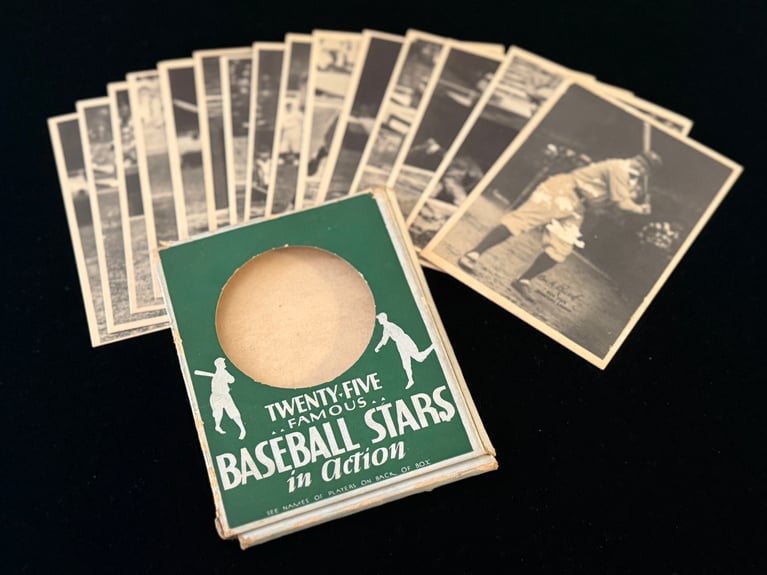 TWENTY-FIVE
..FAMOUS..
BASEBALL STARS
in action
SEE NAMES OF PLAYERS ON BACK OF BOX